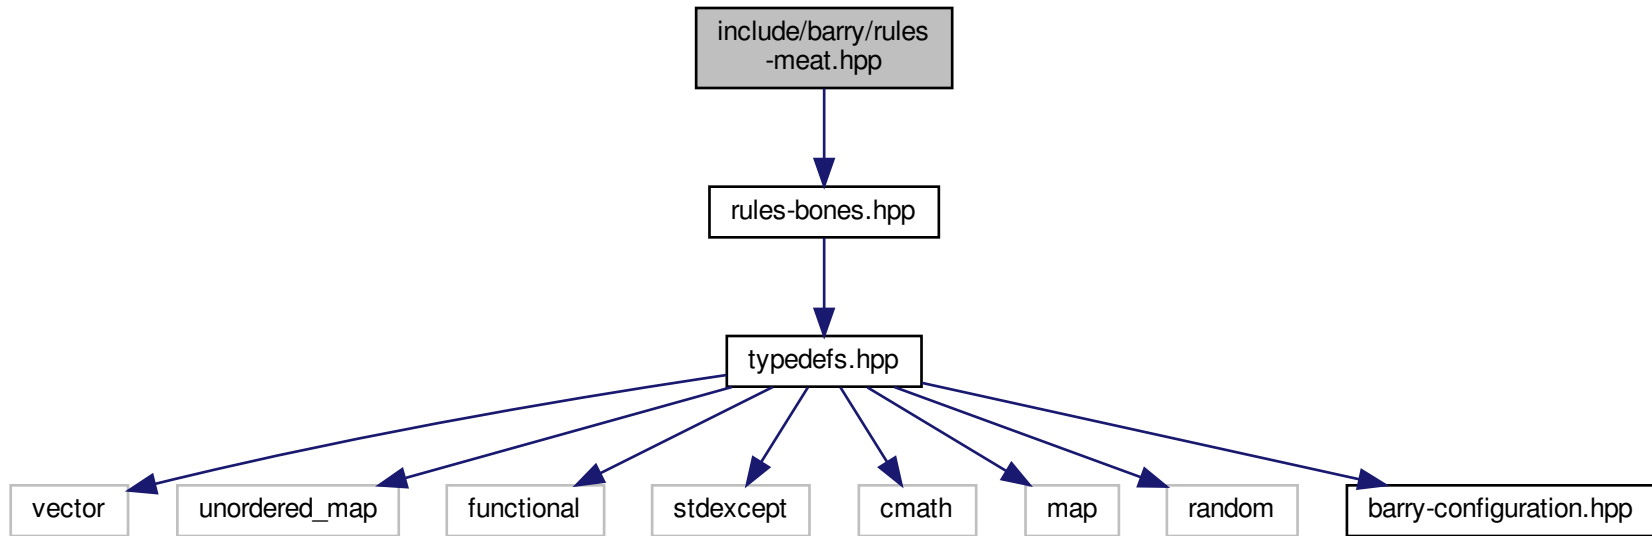 include/barry/rules
-meat.hpp
rules-bones.hpp
typedefs.hpp
vector
unordered_map
functional
stdexcept
cmath
map
random
barry-configuration.hpp